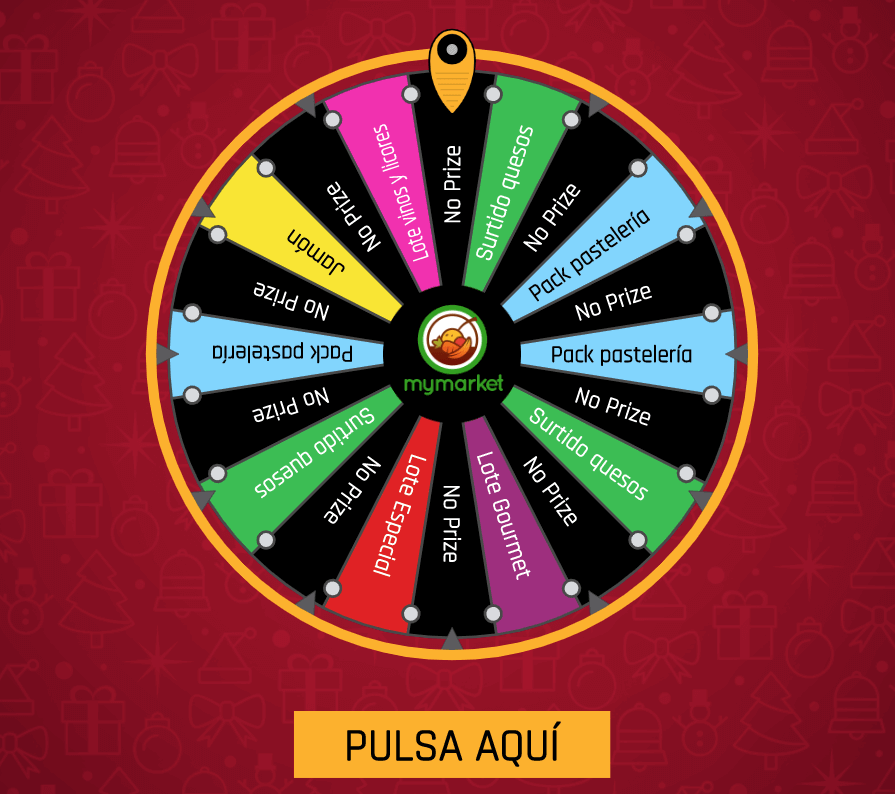 No Prize
Surtido quesos
No Prize
Pack pastelería
No Prize
Pack pastelería
No Prize
Surtido quesos
No Prize
Lote Gourmet
No Prize
Lote Especial
No Prize
Surtido quesos
No Prize
Pack pastelería
No Prize
Jamón
No Prize
Lote vinos y licores
mymarket
PULSA AQUÍ